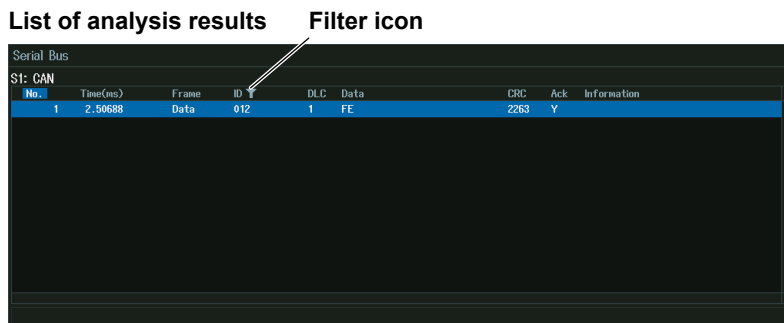 List of analysis results Filter icon
Serial Bus
S1: CAN
No. Time(ms) Frame ID DLC Data CRC Ack Information
1 2.50688 Data 012 1 FE 2263 Y